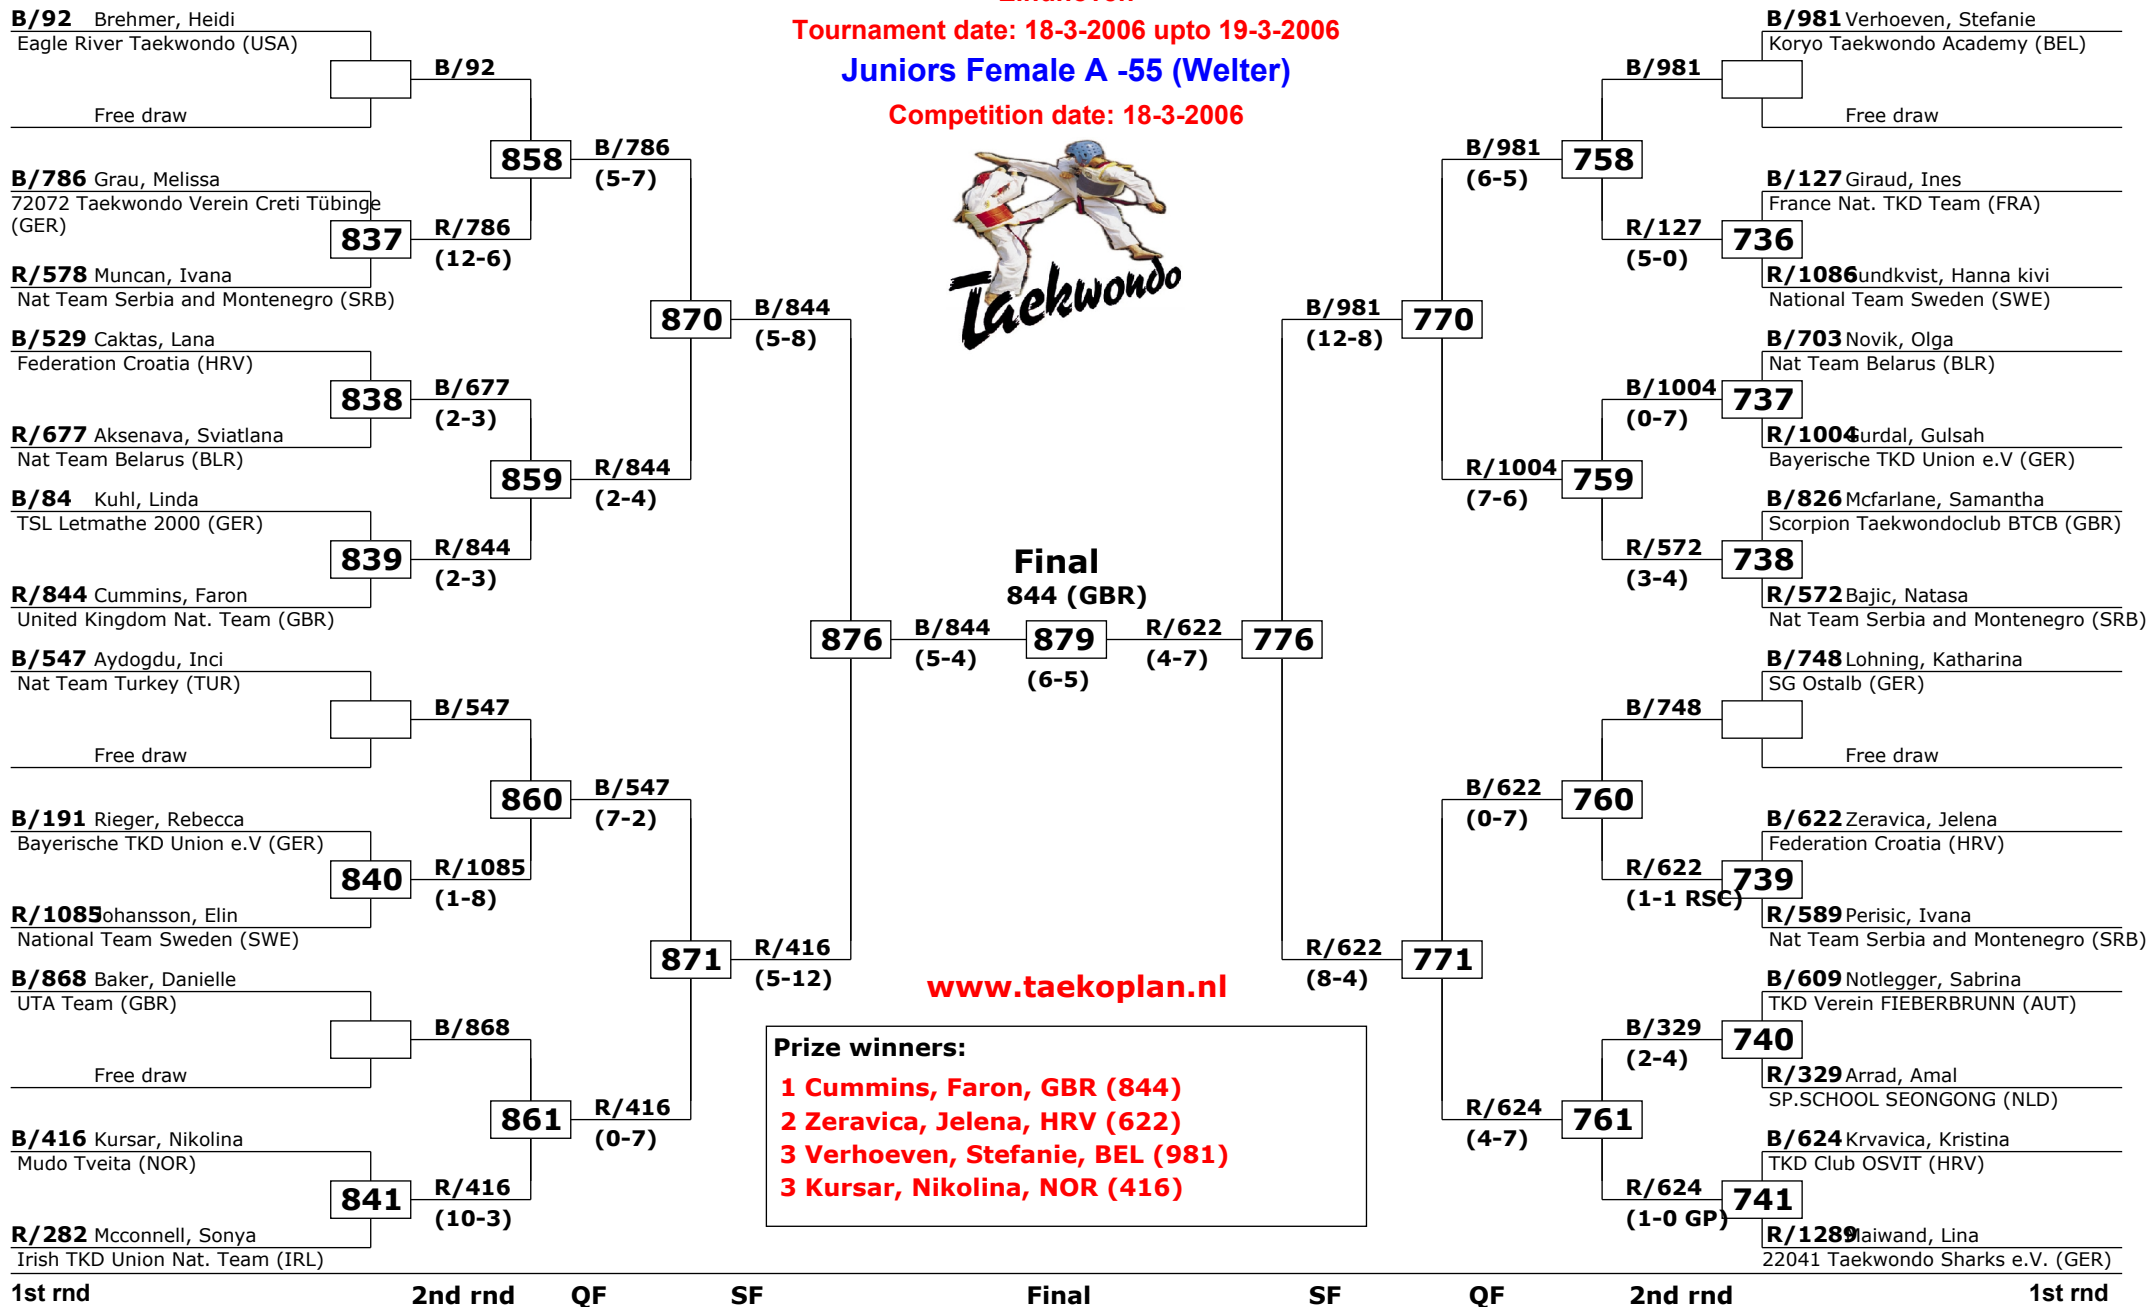 Tournament date: 18-3-2006 upto 19-3-2006
Juniors Female A -55 (Welter)
Competition date: 18-3-2006
Taekwondo
B/92 Brehmer, Heidi
Eagle River Taekwondo (USA)
Free draw
B/786 Grau, Melissa
72072 Taekwondo Verein Creti Tübinge
(GER)
837
R/578 Muncan, Ivana
Nat Team Serbia and Montenegro (SRB)
B/529 Caktas, Lana
Federation Croatia (HRV)
838
R/677 Aksenava, Sviatlana
Nat Team Belarus (BLR)
B/84 Kuhl, Linda
TSL Letmathe 2000 (GER)
839
R/844 Cummins, Faron
United Kingdom Nat. Team (GBR)
B/547 Aydogdu, Inci
Nat Team Turkey (TUR)
Free draw
B/191 Rieger, Rebecca
Bayerische TKD Union e.V (GER)
840
R/1085 Johansson, Elin
National Team Sweden (SWE)
B/868 Baker, Danielle
UTA Team (GBR)
Free draw
B/416 Kursar, Nikolina
Mudo Tveita (NOR)
841
R/282 Mcconnell, Sonya
Irish TKD Union Nat. Team (IRL)
B/92
858
R/786
(12-6)
B/677
(2-3)
859
R/844
(2-3)
B/547
860
R/1085
(1-8)
B/868
861
R/416
(10-3)
B/786
(5-7)
870
R/844
(2-4)
B/547
(7-2)
871
R/416
(0-7)
B/844
(5-8)
876
R/416
(5-12)
B/844
(5-4)
Final
844 (GBR)
879
(6-5)
R/622
(4-7)
B/981
(12-8)
776
R/622
(8-4)
B/981
(6-5)
770
R/1004
(7-6)
B/622
(0-7)
771
R/624
(4-7)
B/981
758
R/127
(5-0)
B/1004
(0-7)
759
R/572
(3-4)
B/748
760
R/622
(1-1 RSC)
B/329
(2-4)
761
R/624
(1-0 GP)
B/981 Verhoeven, Stefanie
Koryo Taekwondo Academy (BEL)
Free draw
B/127 Giraud, Ines
France Nat. TKD Team (FRA)
736
R/1086 Sundkvist, Hanna kivi
National Team Sweden (SWE)
B/703 Novik, Olga
Nat Team Belarus (BLR)
737
R/1004 Gurdal, Gulsah
Bayerische TKD Union e.V (GER)
B/826 Mcfarlane, Samantha
Scorpion Taekwondoclub BTCB (GBR)
738
R/572 Bajic, Natasa
Nat Team Serbia and Montenegro (SRB)
B/748 Lohning, Katharina
SG Ostalb (GER)
Free draw
B/622 Zeravica, Jelena
Federation Croatia (HRV)
739
R/589 Perisic, Ivana
Nat Team Serbia and Montenegro (SRB)
B/609 Notlegger, Sabrina
TKD Verein FIEBERBRUNN (AUT)
740
R/329 Arrad, Amal
SP.SCHOOL SEONGONG (NLD)
B/624 Krvavica, Kristina
TKD Club OSVIT (HRV)
741
R/1289 Maiwand, Lina
22041 Taekwondo Sharks e.V. (GER)
www.taekoplan.nl
Prize winners:
1 Cummins, Faron, GBR (844)
2 Zeravica, Jelena, HRV (622)
3 Verhoeven, Stefanie, BEL (981)
3 Kursar, Nikolina, NOR (416)
1st rnd 2nd rnd QF SF Final SF QF 2nd rnd 1st rnd